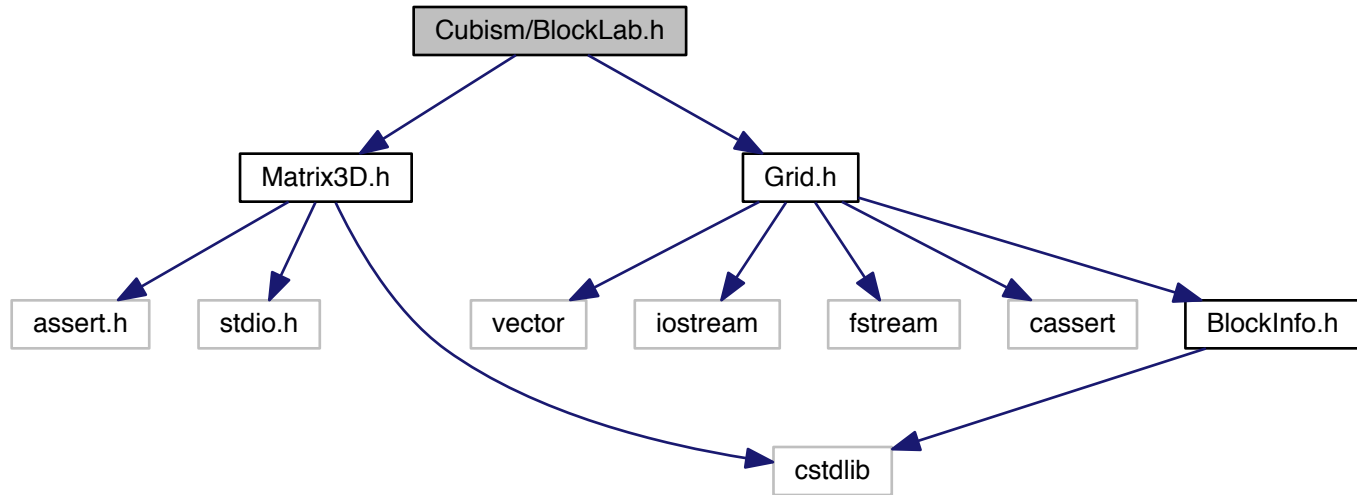 Cubism/BlockLab.h
Matrix3D.h
Grid.h
assert.h
stdio.h
vector
iostream
fstream
cassert
BlockInfo.h
cstdlib